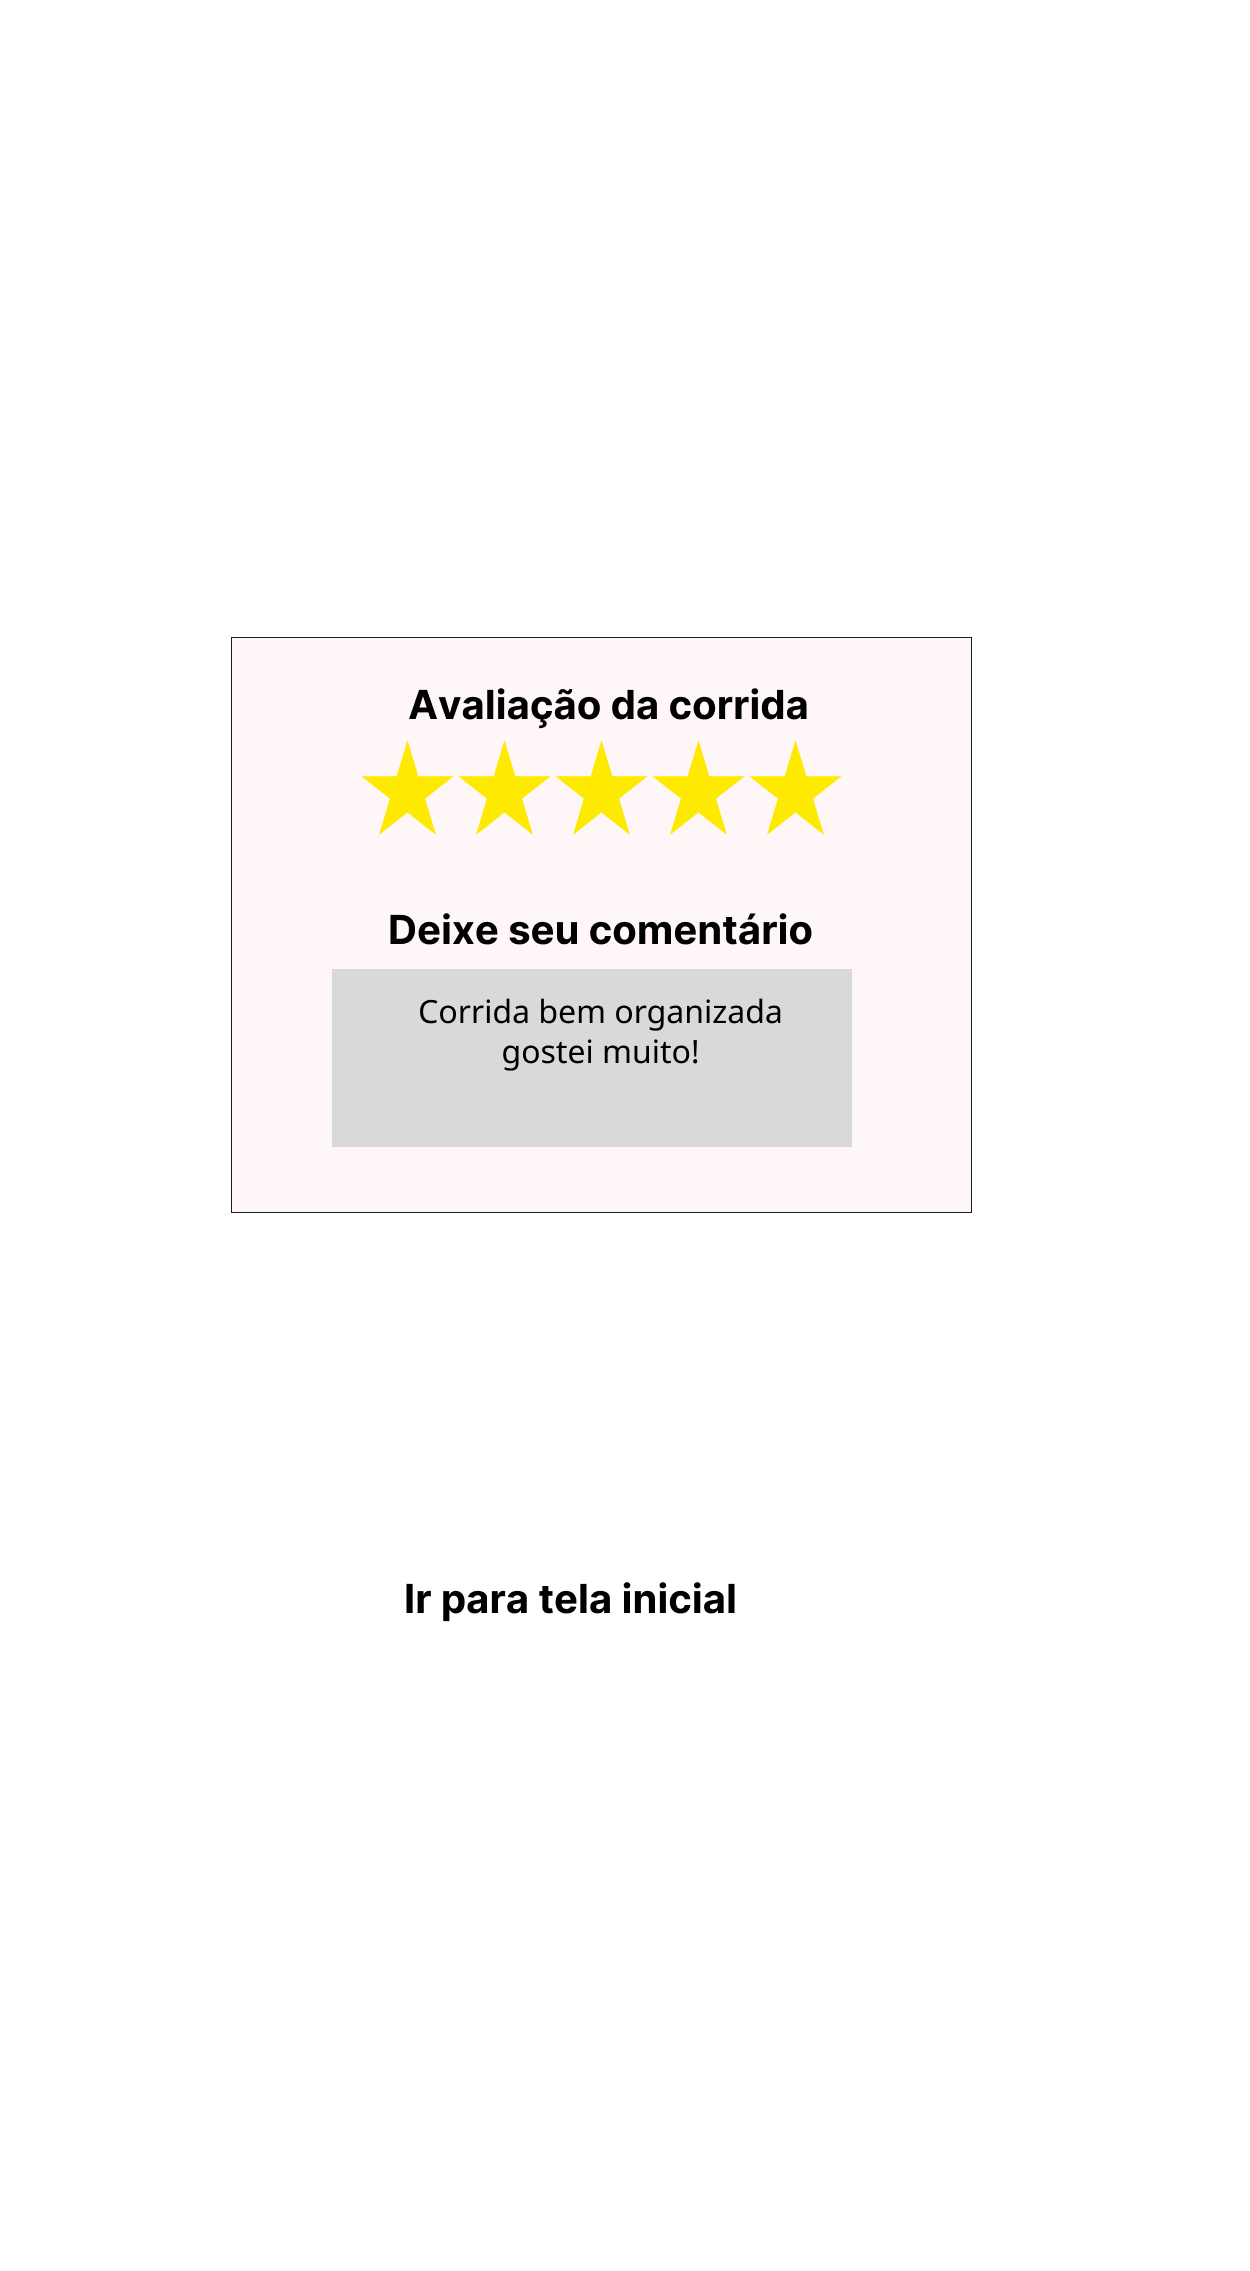 Avaliação da corrida
Deixe seu comentário
Corrida bem organizada
gostei muito!
Ir para tela inicial